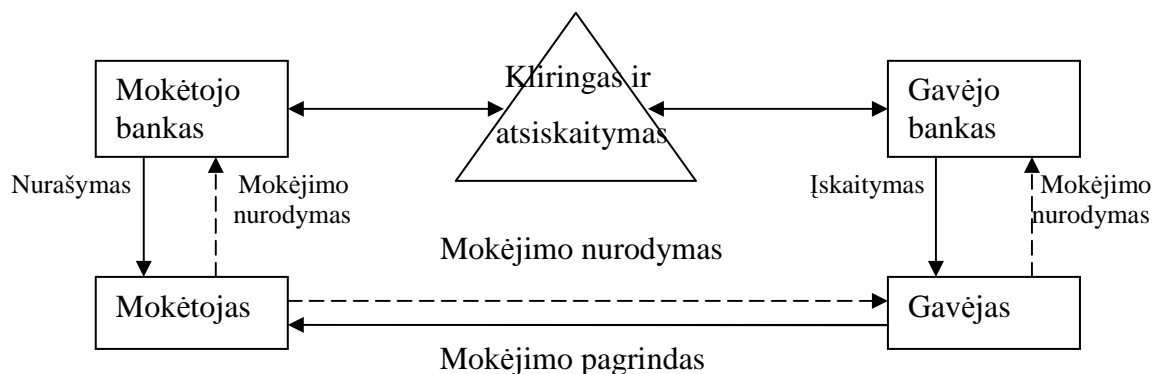 Kliringas ir
atsiskaitymas
Mokėtojo
bankas
Gavėjo
bankas
Nurašymas
Mokėjimo
nurodymas
Įskaitymas
Mokėjimo
nurodymas
Mokėjimo nurodymas
Mokėtojas
Gavėjas
Mokėjimo pagrindas